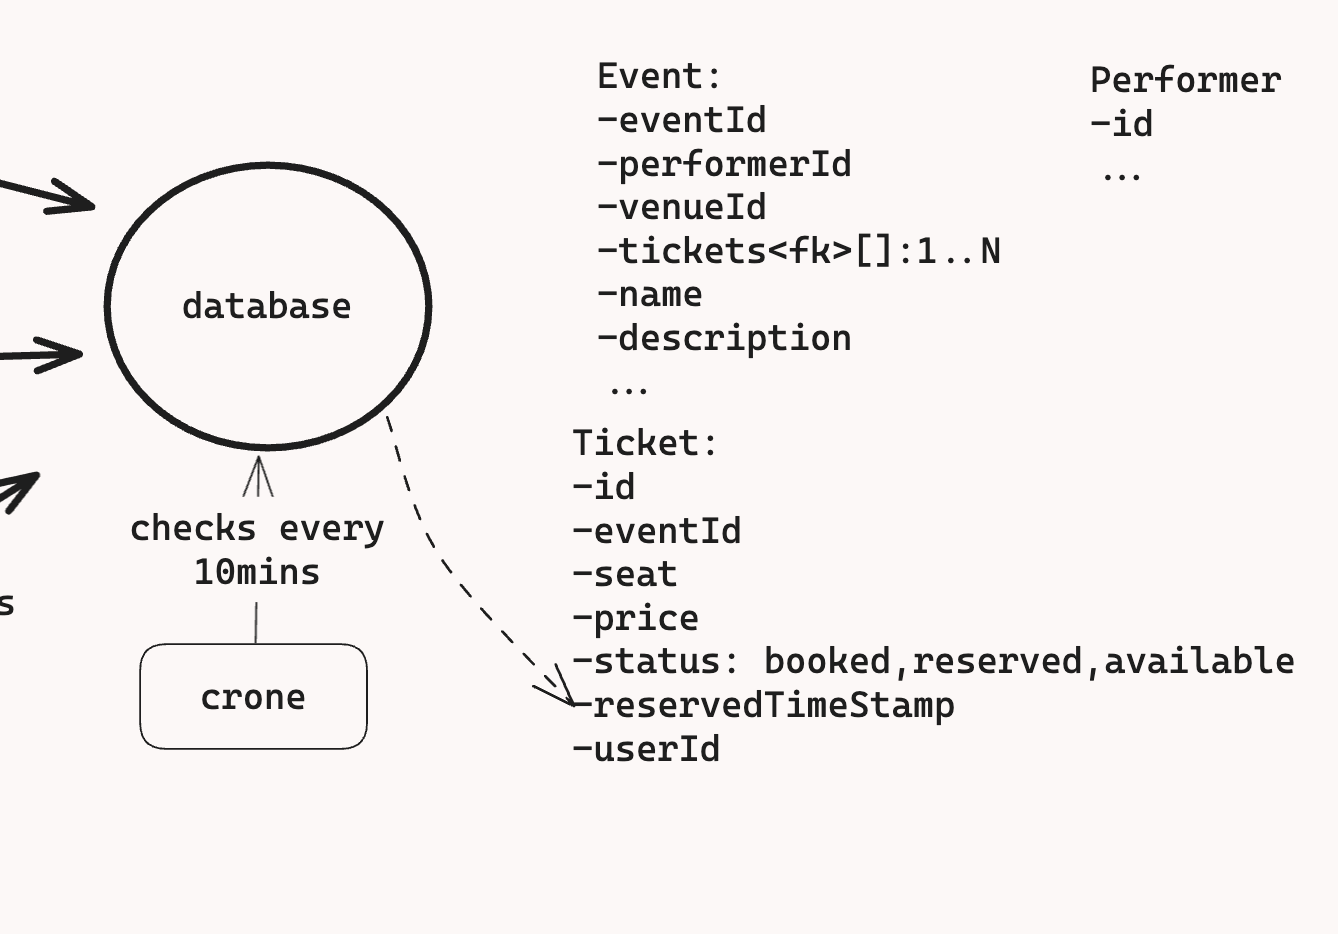 Event:
-eventId
-performerId
-venueId
-tickets<fk>[]:1..N
-name
-description
...
Performer
-id
...
database
Ticket:
-id
-eventId
-seat
-price
-status: booked,reserved,available
-reservedTimeStamp
-userId
checks every
10mins
s
crone